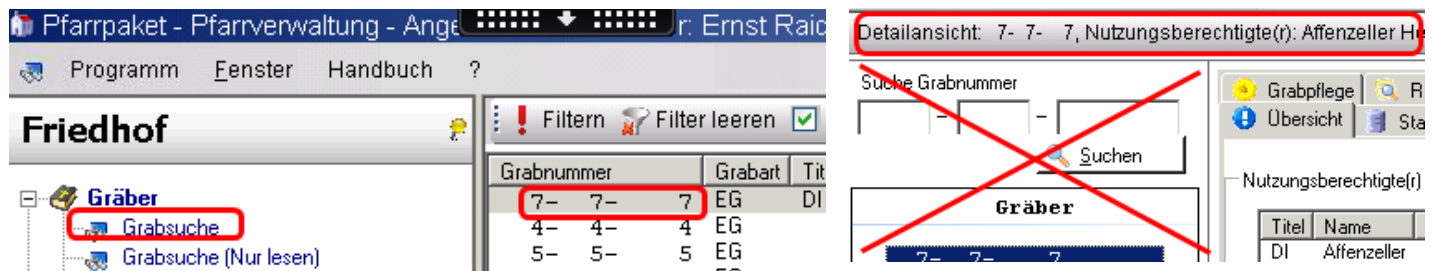 Pfarrpaket - Pfarrverwaltung - Ange r: Ernst Raic
Programm Fenster Handbuch ?
Friedhof
Gräber
Grabsuche
Grabsuche (Nur lesen)
Filtern Filter leeren
Grabnummer Grabart Tit
7- 7- 7 EG DI
4- 4- 4 EG
5- 5- 5 EG
Detailansicht: 7- 7- 7, Nutzungsberechtigte(r): Affenzeller He
Suche Grabnummer
- -
Suchen
Gräber
7- 7- 7
Grabpflege R
Übersicht Sta
Nutzungsberechtigte(r)
Titel Name
DI Affenzeller